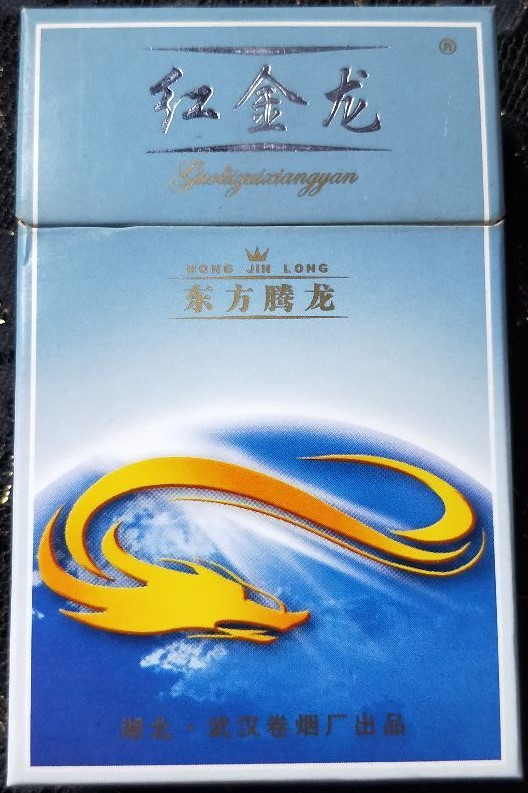 ®
红金龙
Guoliguixiangyan
HONG JIN LONG
东方腾龙
湖北·武汉卷烟厂出品